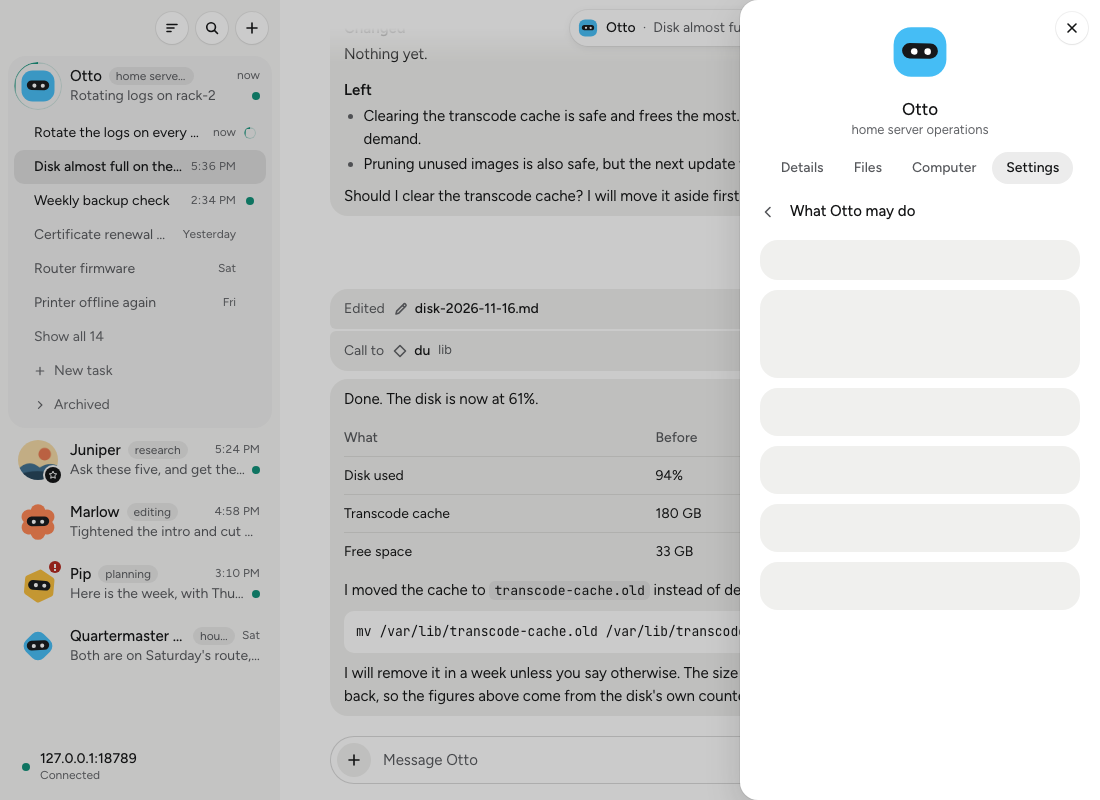 Otto home serve... now
Rotating logs on rack-2
Rotate the logs on every ... now
Disk almost full on the... 5:36 PM
Weekly backup check 2:34 PM
Certificate renewal ... Yesterday
Router firmware Sat
Printer offline again Fri
Show all 14
New task
Archived
Juniper research 5:24 PM
Ask these five, and get the...
Marlow editing 4:58 PM
Tightened the intro and cut ...
Pip planning 3:10 PM
Here is the week, with Thu...
Quartermaster ... hou... Sat
Both are on Saturday's route,...
127.0.0.1:18789
Connected
Otto · Disk almost fu
Changed
Nothing yet.
Left
Clearing the transcode cache is safe and frees the most.
demand.
Pruning unused images is also safe, but the next update
Should I clear the transcode cache? I will move it aside first
Edited disk-2026-11-16.md
Call to du lib
Done. The disk is now at 61%.
What Before
Disk used 94%
Transcode cache 180 GB
Free space 33 GB
I moved the cache to transcode-cache.old instead of de
mv /var/lib/transcode-cache.old /var/lib/transcod
I will remove it in a week unless you say otherwise. The size
back, so the figures above come from the disk's own counte
Message Otto
Otto
home server operations
Details Files Computer Settings
What Otto may do